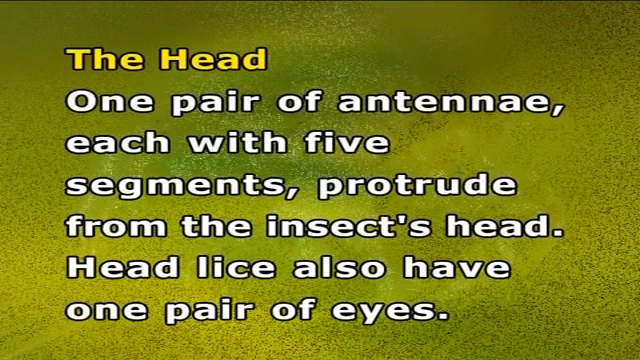 The Head
One pair of antennae,
each with five
segments, protrude
from the insect's head.
Head lice also have
one pair of eyes.